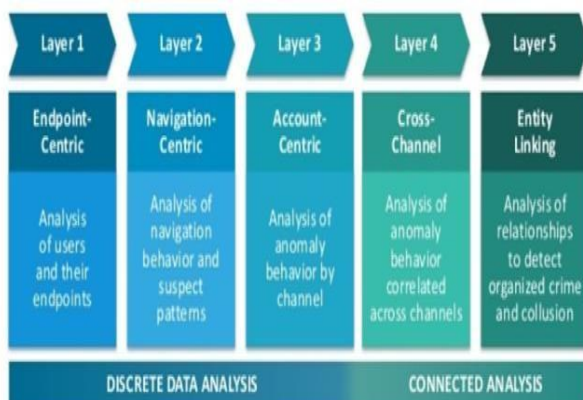 Layer 1
Layer 2
Layer 3
Layer 4
Layer 5
Endpoint-
Centric
Analysis
of users
and their
endpoints
Navigation-
Centric
Analysis of
navigation
behavior and
suspect
patterns
Account-
Centric
Analysis of
anomaly
behavior by
channel
Cross-
Channel
Analysis of
anomaly
behavior
correlated
across channels
Entity
Linking
Analysis of
relationships
to detect
organized crime
and collusion
DISCRETE DATA ANALYSIS
CONNECTED ANALYSIS